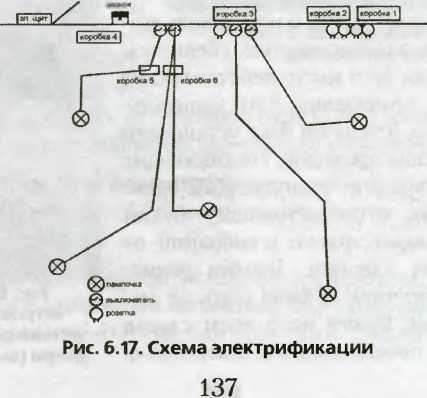 эл щит
звонок
коробка 3
коробка 2
коробка 1
коробка 4
коробка 5
коробка 6
лампочка
выключатель
розетка
Рис. 6.17. Схема электрификации
137